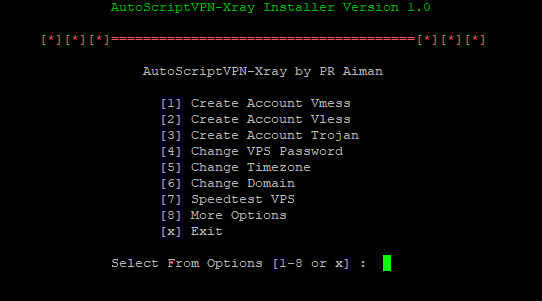 AutoScriptVPN-Xray Installer Version 1.0
[*][*][*]======================================[*][*][*]
AutoScriptVPN-Xray by PR Aiman
[1] Create Account Vmess
[2] Create Account Vless
[3] Create Account Trojan
[4] Change VPS Password
[5] Change Timezone
[6] Change Domain
[7] Speedtest VPS
[8] More Options
[x] Exit
Select From Options [1-8 or x] :